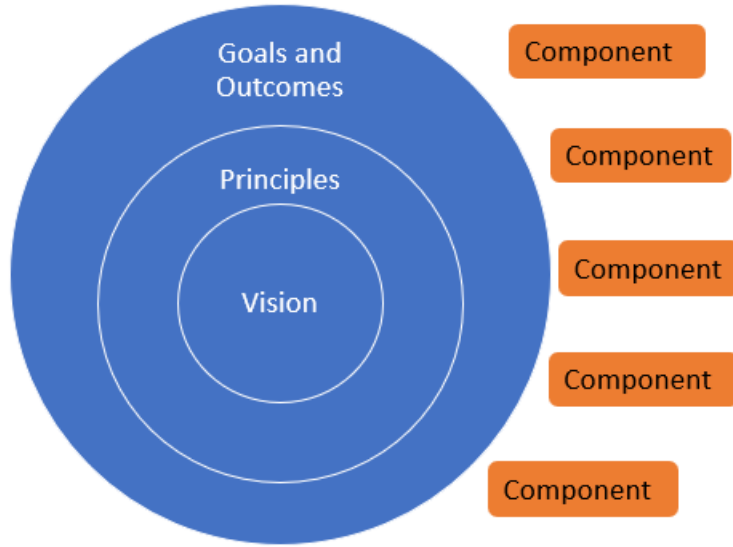 Goals and
Outcomes
Principles
Vision
Component
Component
Component
Component
Component